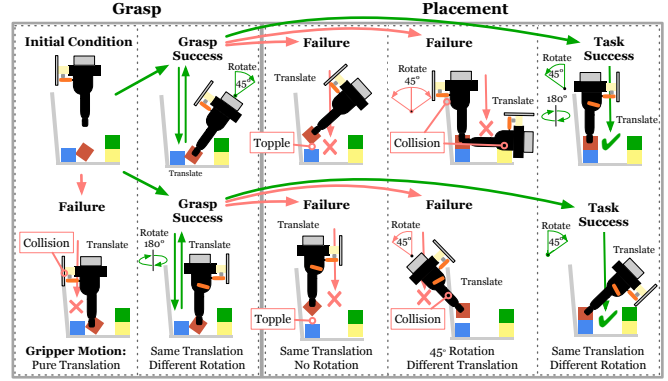 Grasp
Placement
Initial Condition
Grasp
Success
Failure
Failure
Task
Success
Rotate
45°
Translate
Translate
Topple
Rotate
45°
Translate
Collision
Rotate
45°
180°
Translate
Failure
Grasp
Success
Failure
Failure
Task
Success
Collision
Translate
Rotate
180°
Translate
Translate
Topple
Rotate
45°
Translate
Collision
Rotate
45°
Translate
Gripper Motion:
Pure Translation
Same Translation
Different Rotation
Same Translation
No Rotation
45° Rotation
Different Translation
Same Translation
Different Rotation